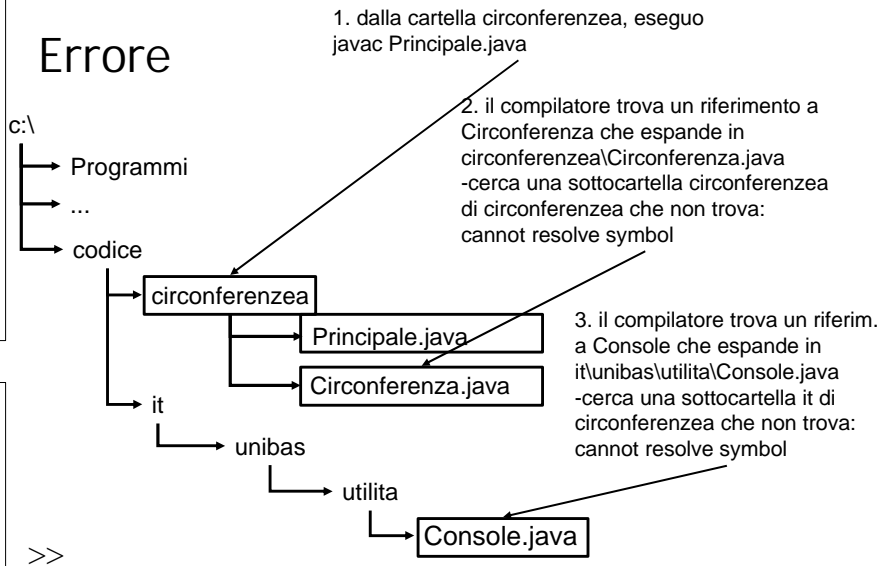 1. dalla cartella circonferenzea, eseguo
javac Principale.java
Errore
2. il compilatore trova un riferimento a
Circonferenza che espande in
circonferenzea\Circonferenza.java
-cerca una sottocartella circonferenzea
di circonferenzea che non trova:
cannot resolve symbol
c:\
Programmi
...
codice
circonferenzea
Principale.java
Circonferenza.java
3. il compilatore trova un riferim.
a Console che espande in
it\unibas\utilita\Console.java
-cerca una sottocartella it di
circonferenzea che non trova:
cannot resolve symbol
it
unibas
utilita
Console.java
>>